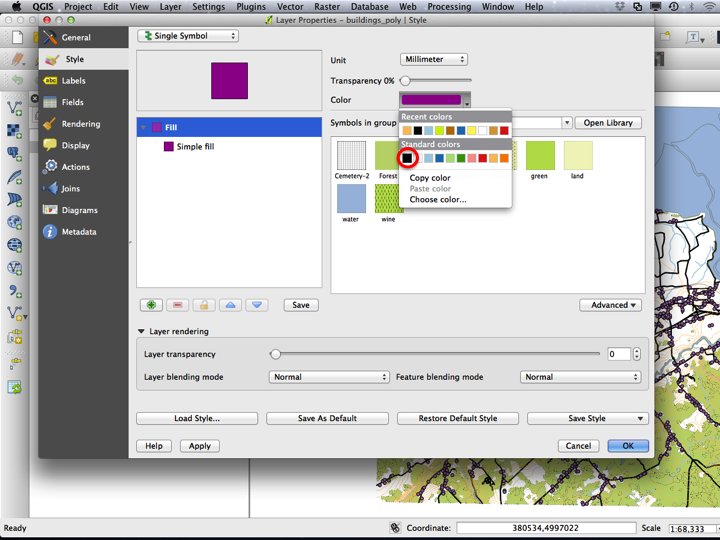 QGIS Project Edit View Layer Settings Plugins Vector Raster Database Web Processing Window Help
Layer Properties - buildings_poly | Style
General
Style
Labels
Fields
Rendering
Display
Actions
Joins
Diagrams
Metadata
Single Symbol
Unit Millimeter
Transparency 0%
Color
Fill
Simple fill
Symbols in group
Open Library
Recent colors
Standard colors
Copy color
Paste color
Choose color...
Cemetery-2 Forest green land
water wine
Save
Advanced
Layer rendering
Layer transparency 0
Layer blending mode Normal Feature blending mode Normal
Load Style... Save As Default Restore Default Style Save Style
Help Apply Cancel OK
Ready Coordinate: 380534,4997022 Scale 1:68,333